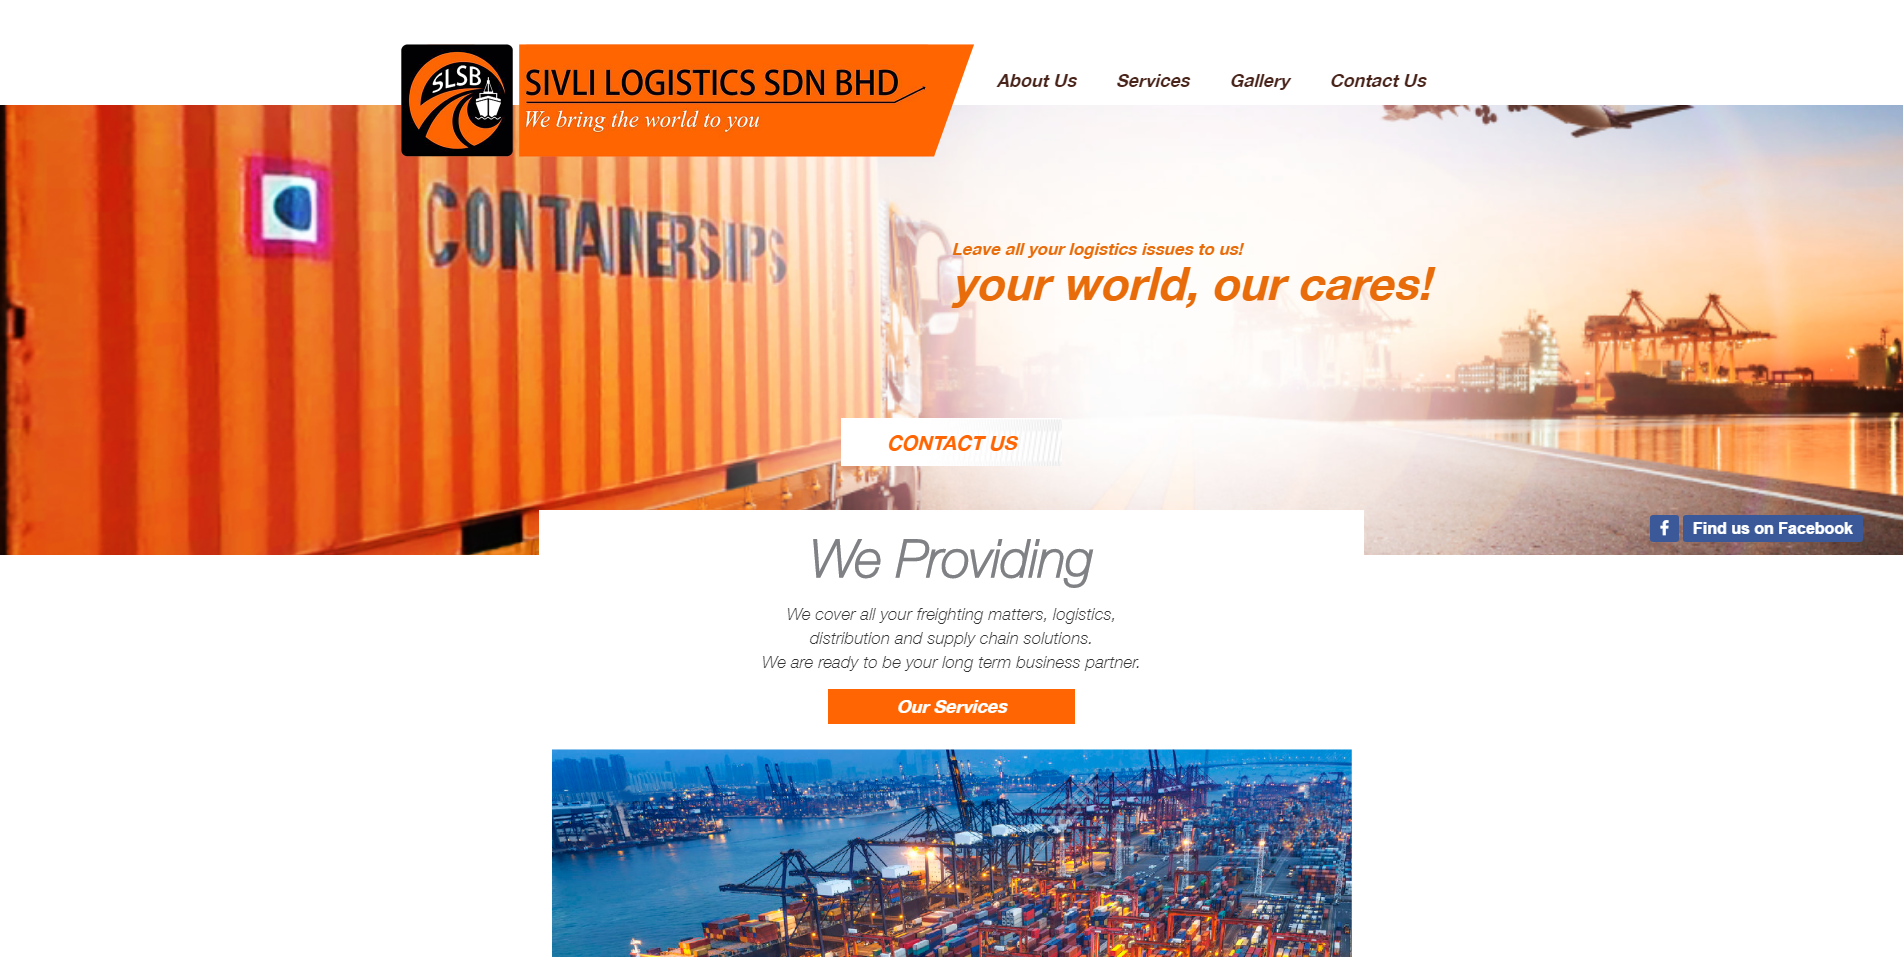 SLSB
SIVLI LOGISTICS SDN BHD
We bring the world to you
About Us
Services
Gallery
Contact Us
CONTAINERSHIPS
Leave all your logistics issues to us!
your world, our cares!
CONTACT US
f Find us on Facebook
We Providing
We cover all your freighting matters, logistics,
distribution and supply chain solutions.
We are ready to be your long term business partner.
Our Services